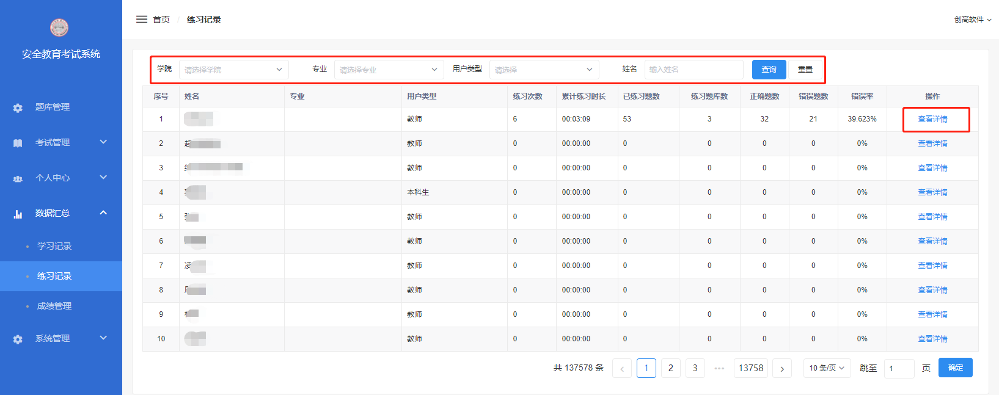 安全教育考试系统
题库管理
考试管理
个人中心
数据汇总
学习记录
练习记录
成绩管理
系统管理
首页 / 练习记录
创高软件
学院 请选择学院 专业 请选择专业 用户类型 请选择 姓名 输入姓名 查询 重置
序号 姓名 专业 用户类型 练习次数 累计练习时长 已练习题数 练习题库数 正确题数 错误题数 错误率 操作
1 教师 6 00:03:09 53 3 32 21 39.623% 查看详情
2 超 教师 0 00:00:00 0 0 0 0 0% 查看详情
3 教师 0 00:00:00 0 0 0 0 0% 查看详情
4 本科生 0 00:00:00 0 0 0 0 0% 查看详情
5 教师 0 00:00:00 0 0 0 0 0% 查看详情
6 教师 0 00:00:00 0 0 0 0 0% 查看详情
7 凌 教师 0 00:00:00 0 0 0 0 0% 查看详情
8 教师 0 00:00:00 0 0 0 0 0% 查看详情
9 教师 0 00:00:00 0 0 0 0 0% 查看详情
10 教师 0 00:00:00 0 0 0 0 0% 查看详情
共 137578 条 1 2 3 ••• 13758 10 条/页 跳至 1 页 确定